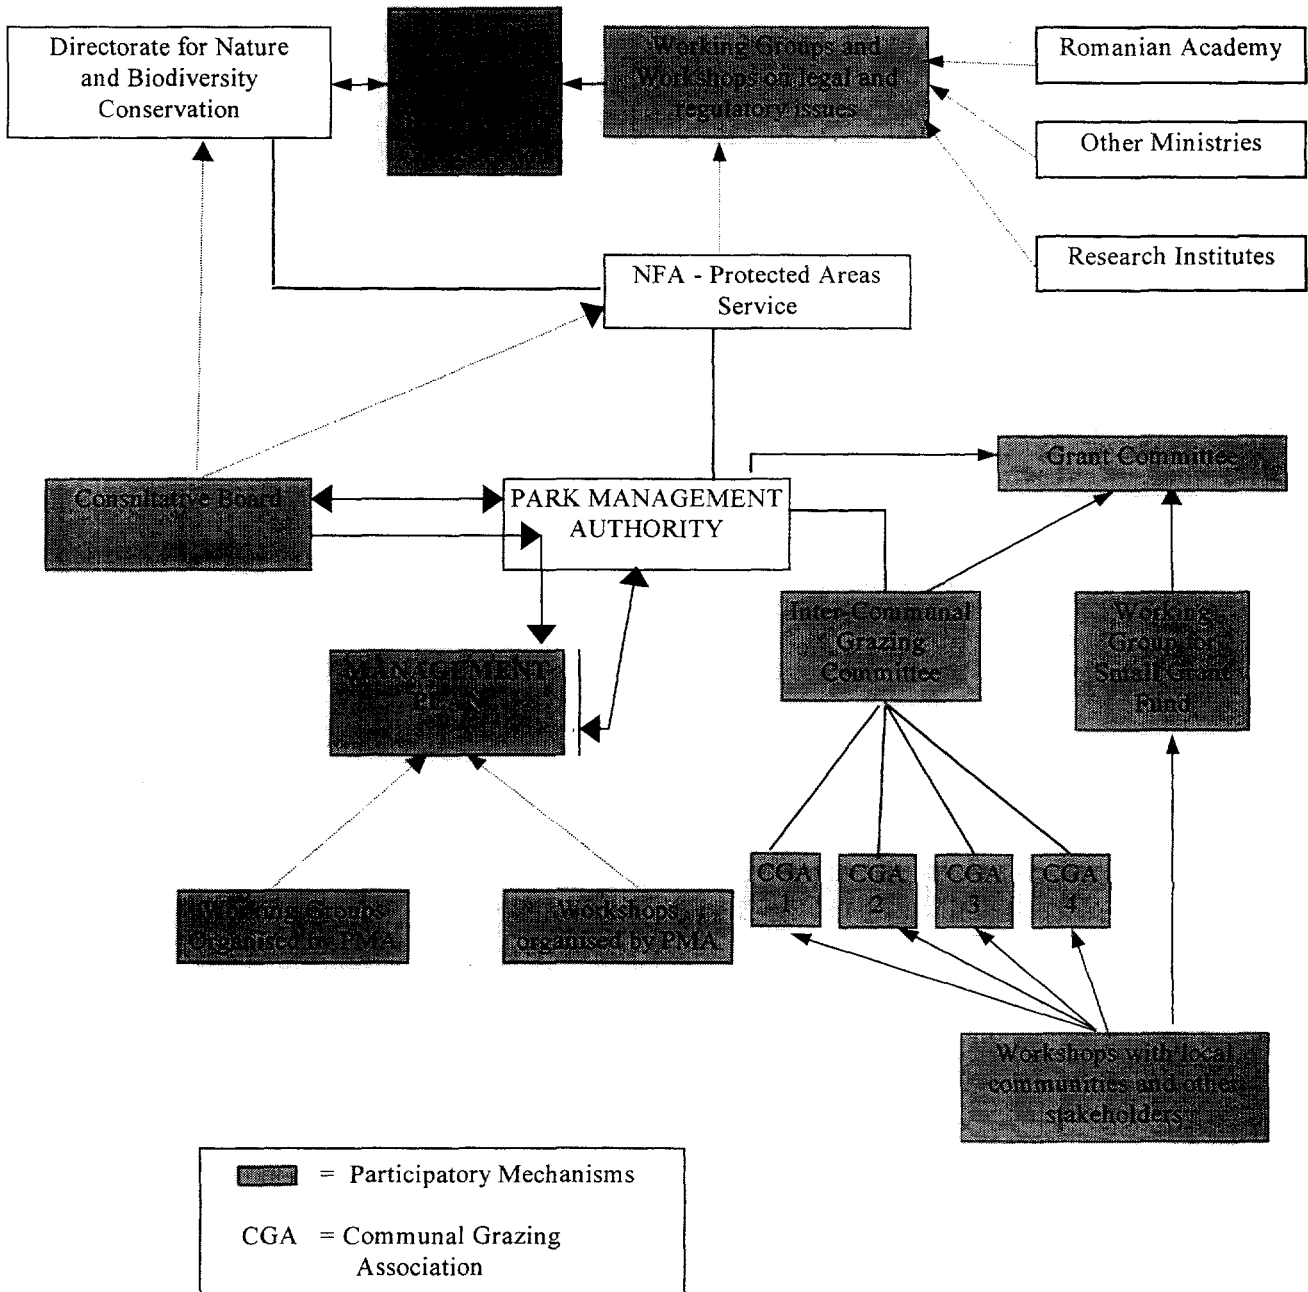 Directorate for Nature
and Biodiversity
Conservation
Working Groups and
Workshops on legal and
regulatory issues
Romanian Academy
Other Ministries
Research Institutes
NFA - Protected Areas
Service
Consultative Board
PARK MANAGEMENT
AUTHORITY
Grant Committee
Inter-Communal
Grazing
Committee
Working
Group for
Small Grant
Fund
MANAGEMENT
CGA
1
CGA
2
CGA
3
CGA
4
Working Groups
Organised by PMA
Workshops
organised by PMA
Workshops with local
communities and other
stakeholders
= Participatory Mechanisms
CGA = Communal Grazing
Association